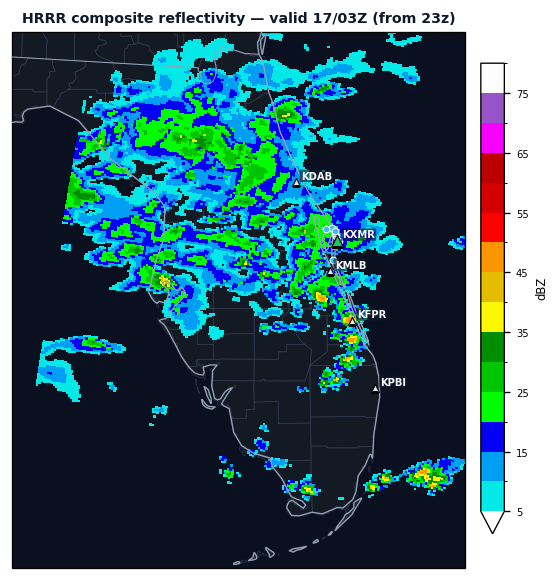 HRRR composite reflectivity — valid 17/03Z (from 23z)
KDAB
KXMR
KMLB
KFPR
KPBI
75
65
55
45
35
25
15
5
dBZ